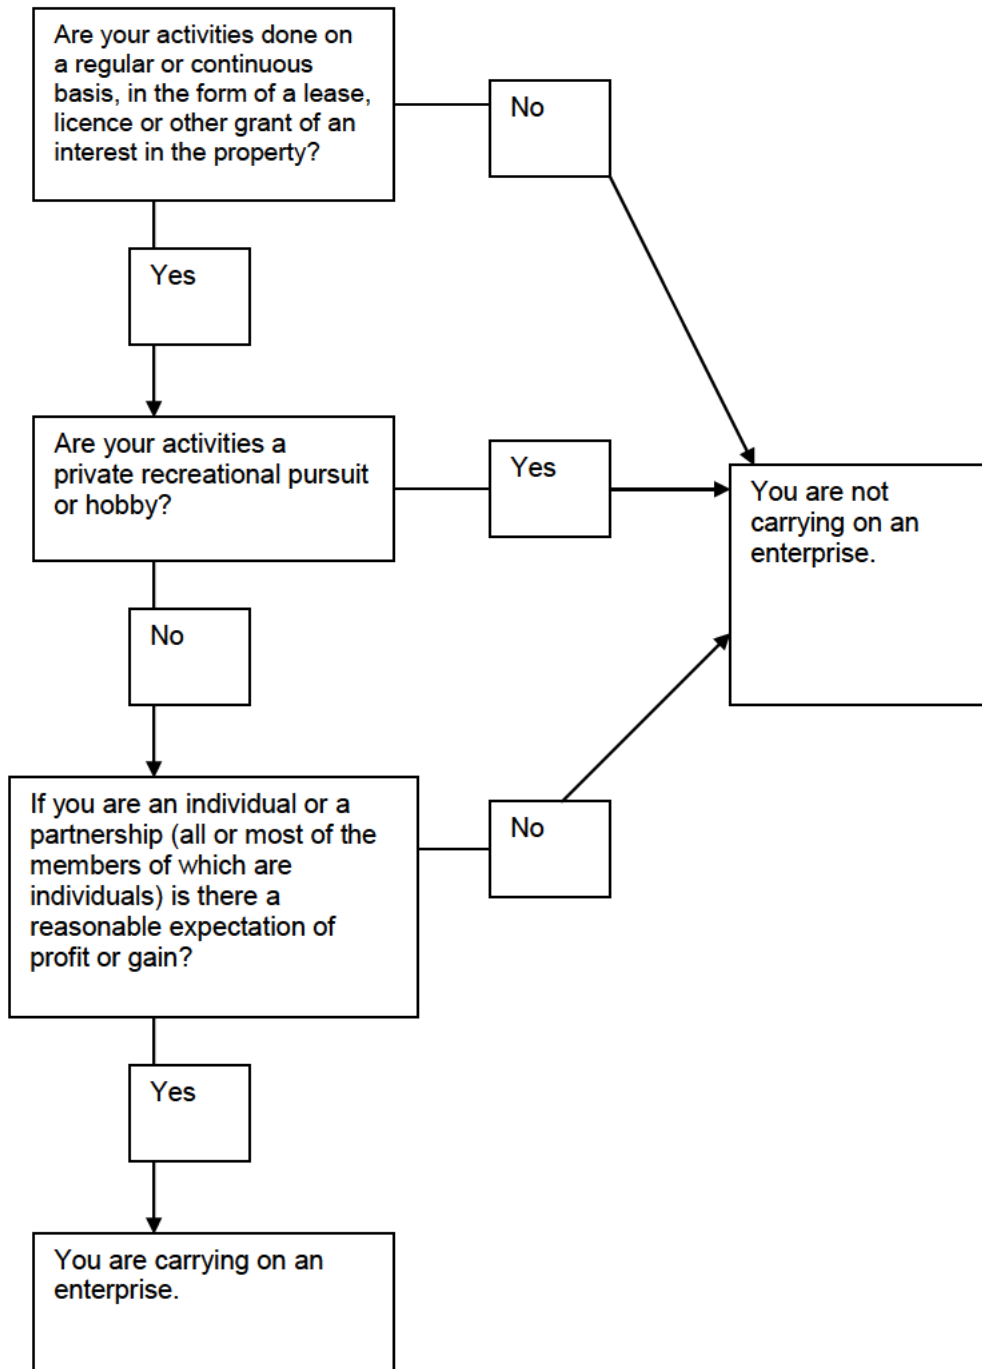 Are your activities done on
a regular or continuous
basis, in the form of a lease,
licence or other grant of an
interest in the property?
No
Yes
Are your activities a
private recreational pursuit
or hobby?
Yes
You are not
carrying on an
enterprise.
No
If you are an individual or a
partnership (all or most of the
members of which are
individuals) is there a
reasonable expectation of
profit or gain?
No
Yes
You are carrying on an
enterprise.